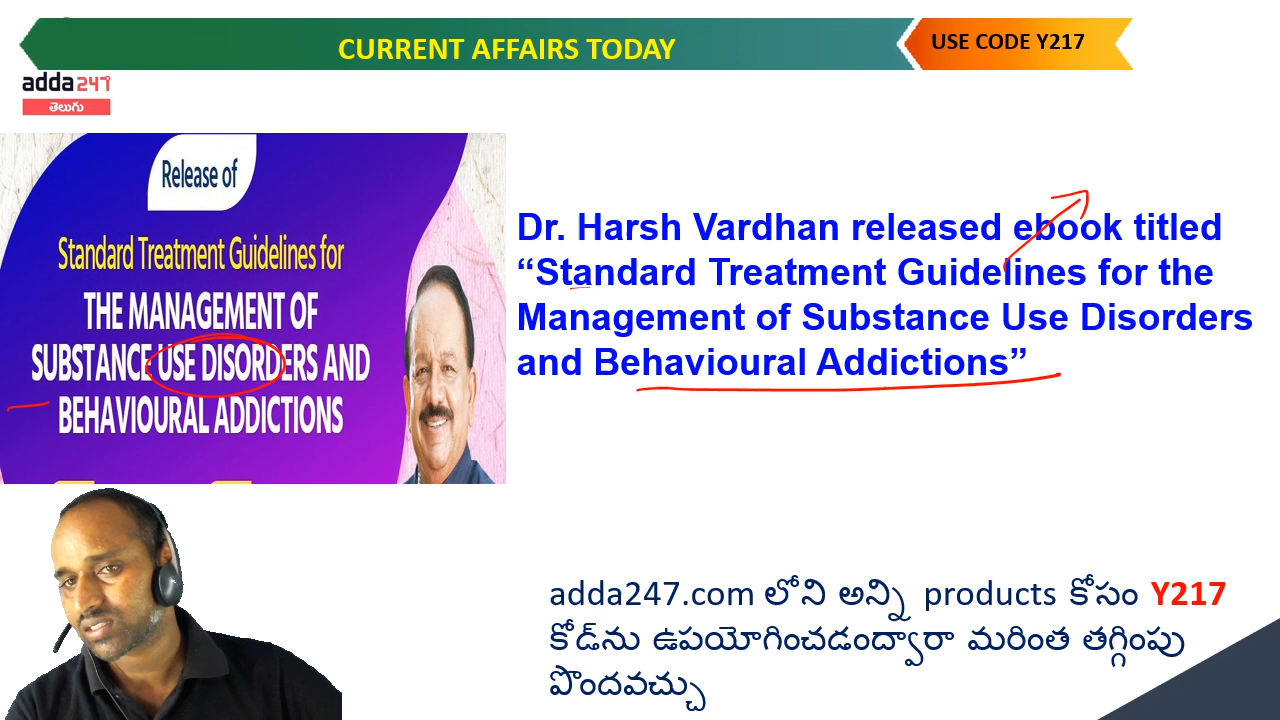 CURRENT AFFAIRS TODAY
USE CODE Y217
adda247
తెలుగు
Release of
Standard Treatment Guidelines for
THE MANAGEMENT OF
SUBSTANCE USE DISORDERS AND
BEHAVIOURAL ADDICTIONS
Dr. Harsh Vardhan released ebook titled
“Standard Treatment Guidelines for the
Management of Substance Use Disorders
and Behavioural Addictions”
adda247.com లోని అన్ని products కోసం Y217
కోడ్‌ను ఉపయోగించడంద్వారా మరింత తగ్గింపు
పొందవచ్చు